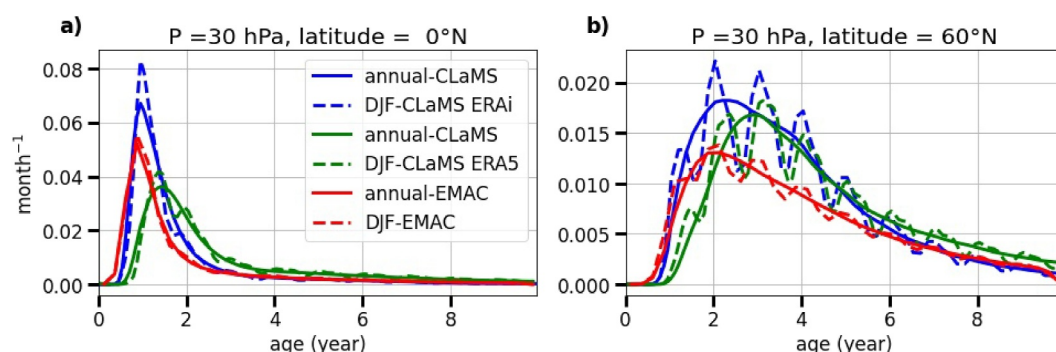 a)
P =30 hPa, latitude =  0°N
month⁻¹
0.08
0.06
0.04
0.02
0.00
annual-CLaMS
DJF-CLaMS ERAi
annual-CLaMS
DJF-CLaMS ERA5
annual-EMAC
DJF-EMAC
0 2 4 6 8
age (year)
b)
P =30 hPa, latitude = 60°N
0.020
0.015
0.010
0.005
0.000
0 2 4 6 8
age (year)